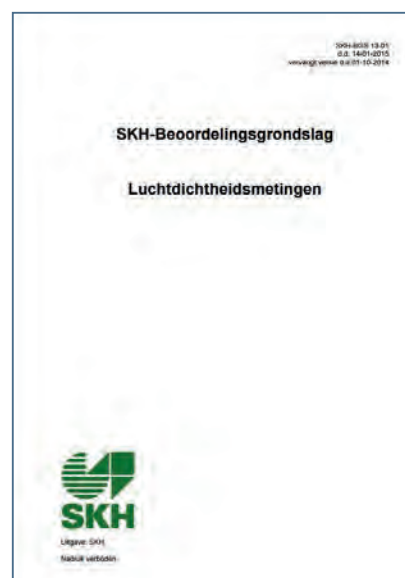 SKH-BGS 13-01
d.d. 14-01-2015
vervangt versie d.d.01-10-2014
SKH-Beoordelingsgrondslag
Luchtdichtheidsmetingen
SKH
Uitgave: SKH
Nadruk verboden